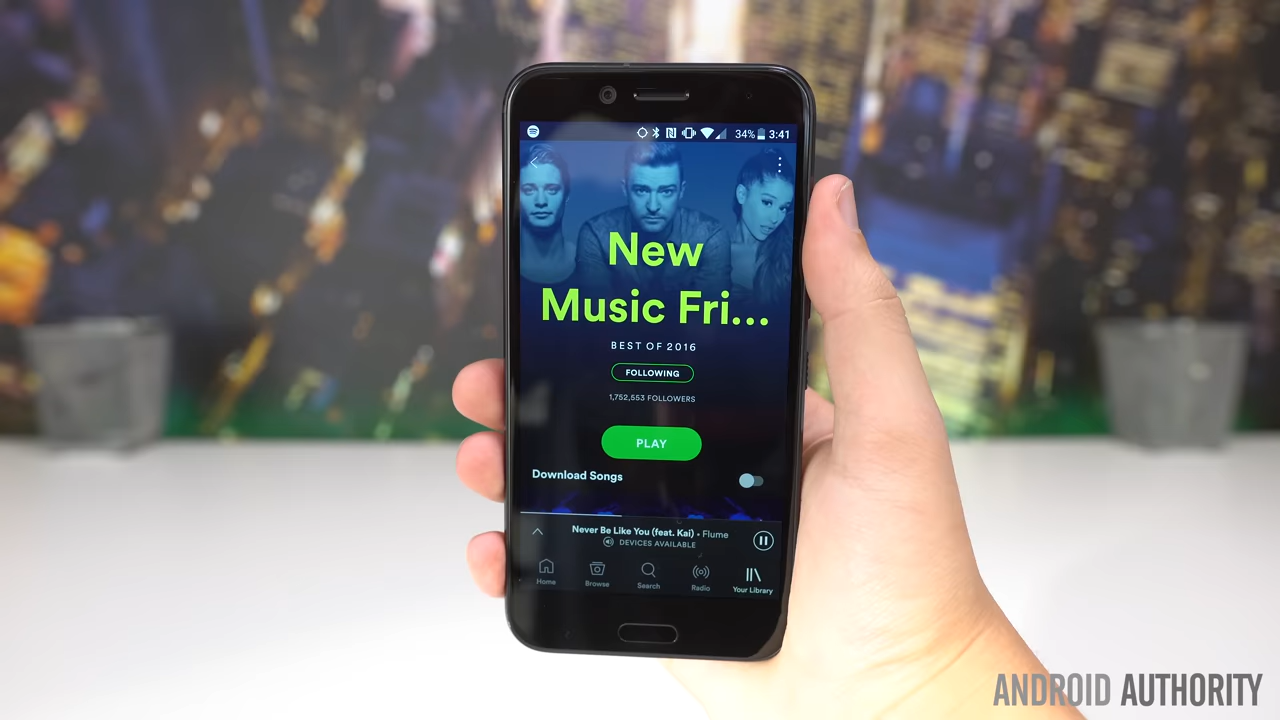 34% 3:41
New
Music Fri...
BEST OF 2016
FOLLOWING
1,752,553 FOLLOWERS
PLAY
Download Songs
Never Be Like You (feat. Kai) • Flume
DEVICES AVAILABLE
Home Browse Search Radio Your Library
ANDROID AUTHORITY